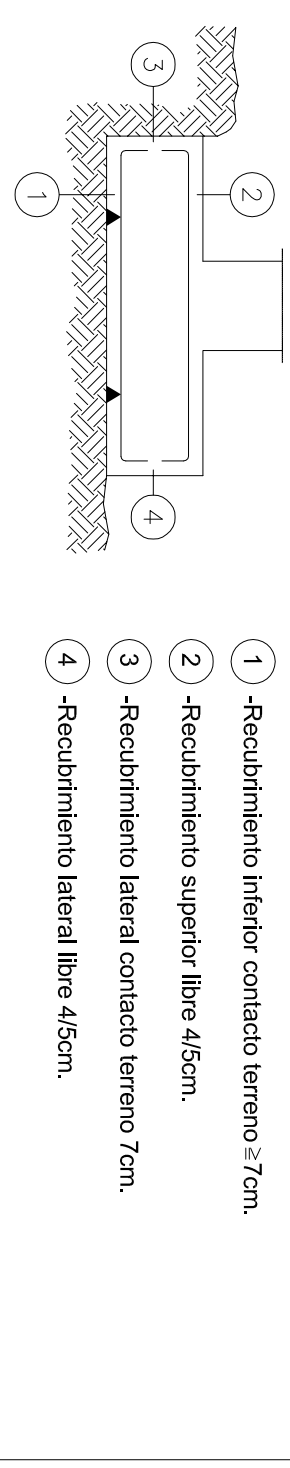 3
2
1
4
1 -Recubrimiento inferior contacto terreno ≥7cm.
2 -Recubrimiento superior libre 4/5cm.
3 -Recubrimiento lateral contacto terreno 7cm.
4 -Recubrimiento lateral libre 4/5cm.